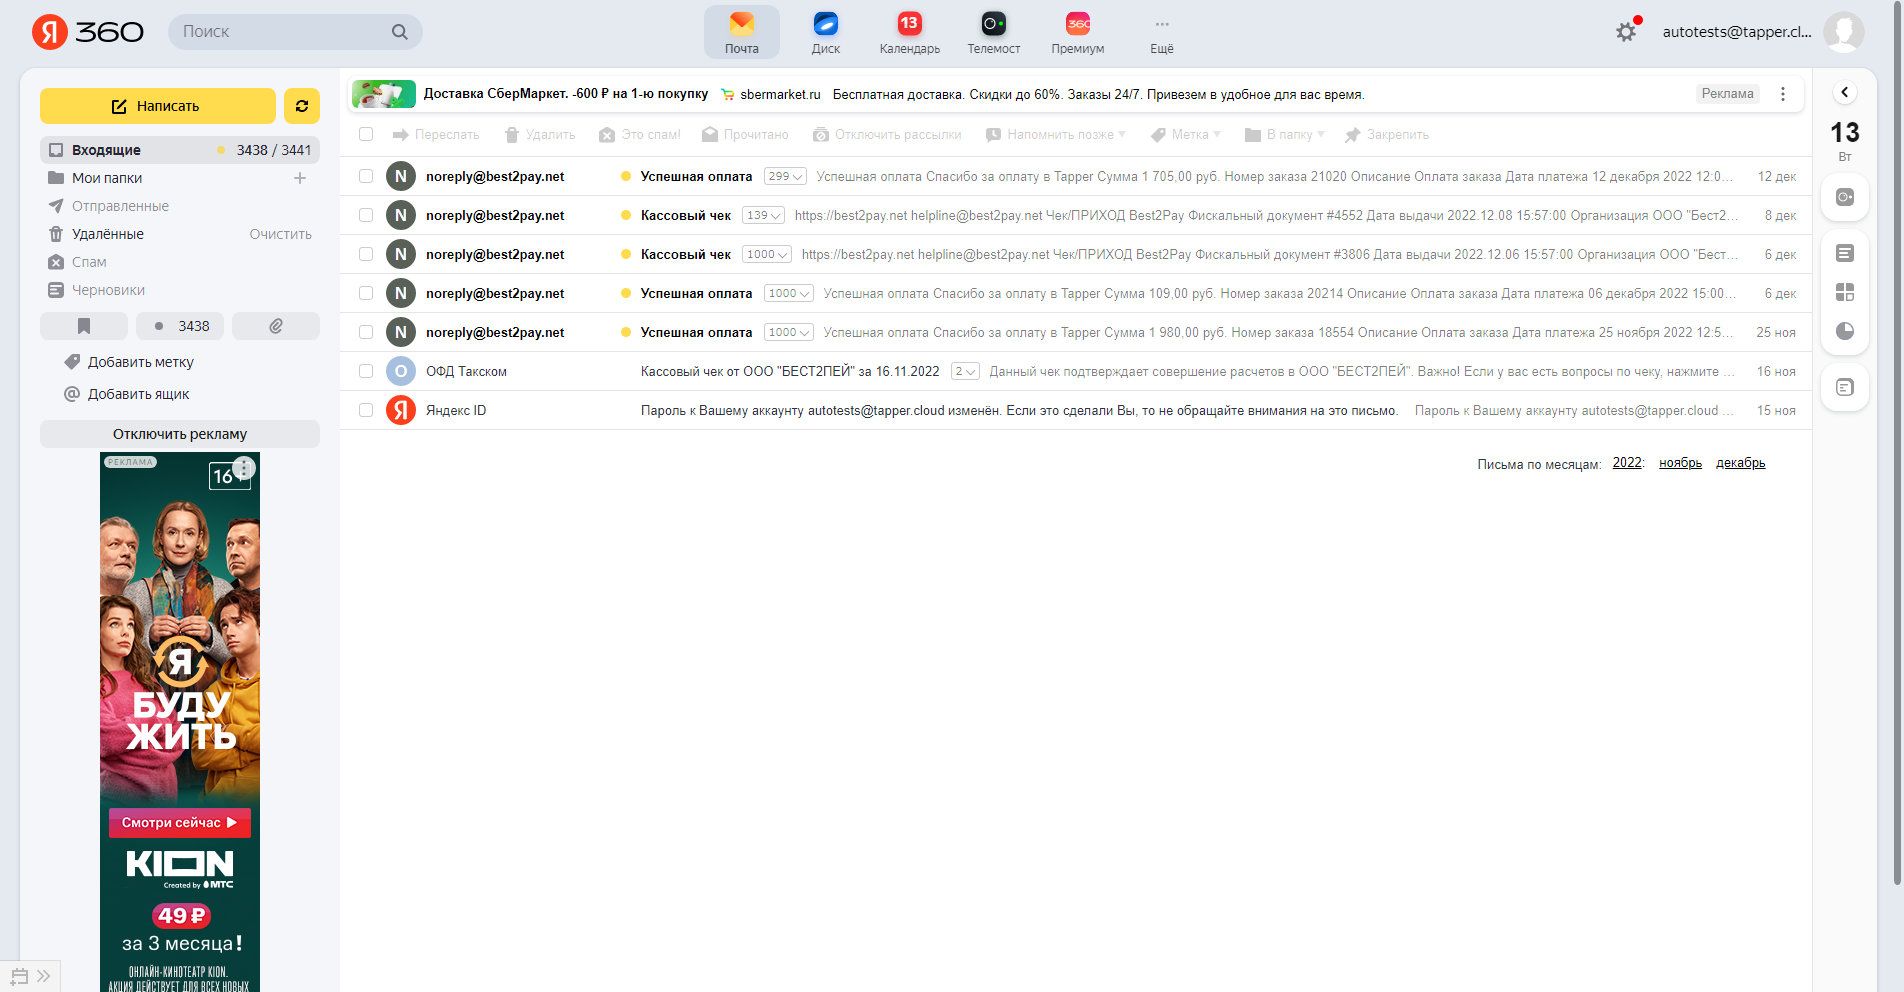 Я 360
Поиск
Почта
Диск
13
Календарь
Телемост
360
Премиум
Ещё
autotests@tapper.cl...
Написать
Входящие 3438 / 3441
Мои папки
Отправленные
Удалённые Очистить
Спам
Черновики
3438
Добавить метку
Добавить ящик
Отключить рекламу
РЕКЛАМА
16+
Я
БУДУ
ЖИТЬ
Смотри сейчас
KION
Created by МТС
49 ₽
за 3 месяца!
ОНЛАЙН-КИНОТЕАТР KION.
АКЦИЯ ДЕЙСТВУЕТ ДЛЯ ВСЕХ НОВЫХ
Доставка СберМаркет. -600 ₽ на 1-ю покупку sbermarket.ru Бесплатная доставка. Скидки до 60%. Заказы 24/7. Привезем в удобное для вас время. Реклама
Переслать Удалить Это спам! Прочитано Отключить рассылки Напомнить позже Метка В папку Закрепить
N noreply@best2pay.net Успешная оплата 299 Успешная оплата Спасибо за оплату в Tapper Сумма 1 705,00 руб. Номер заказа 21020 Описание Оплата заказа Дата платежа 12 декабря 2022 12:0... 12 дек
N noreply@best2pay.net Кассовый чек 139 https://best2pay.net helpline@best2pay.net Чек/ПРИХОД Best2Pay Фискальный документ #4552 Дата выдачи 2022.12.08 15:57:00 Организация ООО "Бест2... 8 дек
N noreply@best2pay.net Кассовый чек 1000 https://best2pay.net helpline@best2pay.net Чек/ПРИХОД Best2Pay Фискальный документ #3806 Дата выдачи 2022.12.06 15:57:00 Организация ООО "Бест... 6 дек
N noreply@best2pay.net Успешная оплата 1000 Успешная оплата Спасибо за оплату в Tapper Сумма 109,00 руб. Номер заказа 20214 Описание Оплата заказа Дата платежа 06 декабря 2022 15:00... 6 дек
N noreply@best2pay.net Успешная оплата 1000 Успешная оплата Спасибо за оплату в Tapper Сумма 1 980,00 руб. Номер заказа 18554 Описание Оплата заказа Дата платежа 25 ноября 2022 12:5... 25 ноя
О ОФД Такском Кассовый чек от ООО "БЕСТ2ПЕЙ" за 16.11.2022 2 Данный чек подтверждает совершение расчетов в ООО "БЕСТ2ПЕЙ". Важно! Если у вас есть вопросы по чеку, нажмите ... 16 ноя
Я Яндекс ID Пароль к Вашему аккаунту autotests@tapper.cloud изменён. Если это сделали Вы, то не обращайте внимания на это письмо. Пароль к Вашему аккаунту autotests@tapper.cloud ... 15 ноя
Письма по месяцам: 2022: ноябрь декабрь
13
Вт